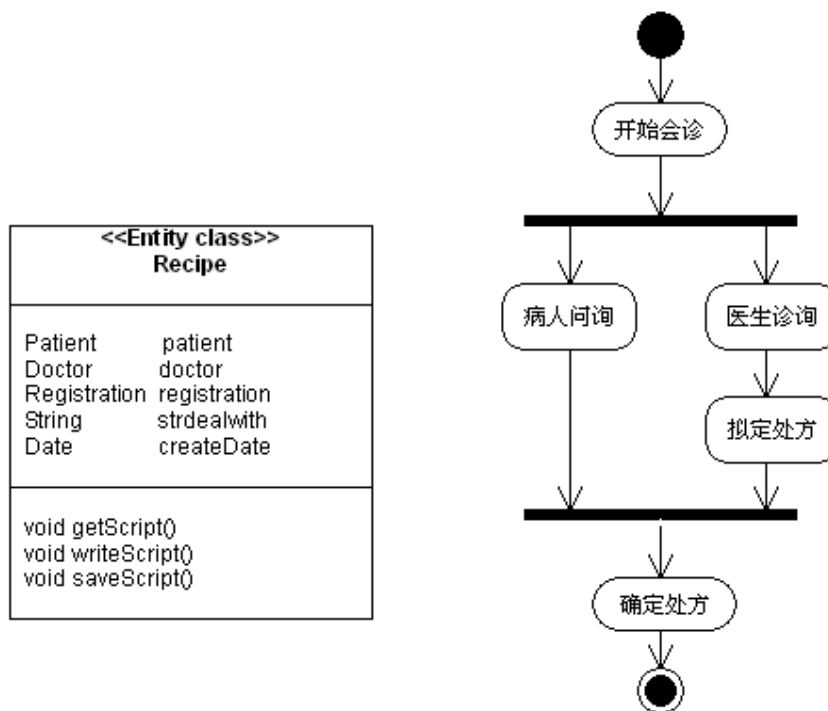 <<Entity class>>
Recipe
Patient patient
Doctor doctor
Registration registration
String strdealwith
Date createDate
void getScript()
void writeScript()
void saveScript()
开始会诊
病人问询
医生诊询
拟定处方
确定处方